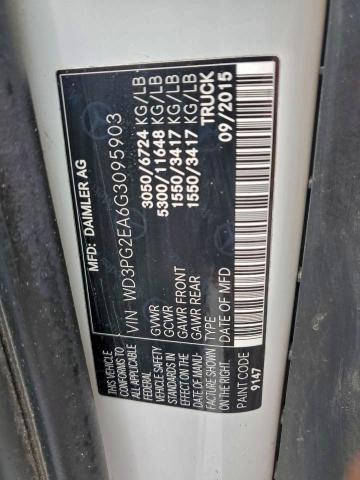 MFD: DAIMLER AG
VIN WD3PG2EA6G3095903
GVWR 3050/6724 KG/LB
GCWR 5300/11648 KG/LB
GAWR FRONT 1550/3417 KG/LB
GAWR REAR 1550/3417 KG/LB
TYPE TRUCK
DATE OF MFD 09/2015
THIS VEHICLE
ALL APPLICABLE
FEDERAL
VEHICLE SAFETY
STANDARDS IN
EFFECT ON THE
DATE OF MANU-
FACTURE SHOWN
ON THE RIGHT.
PAINT CODE
9147